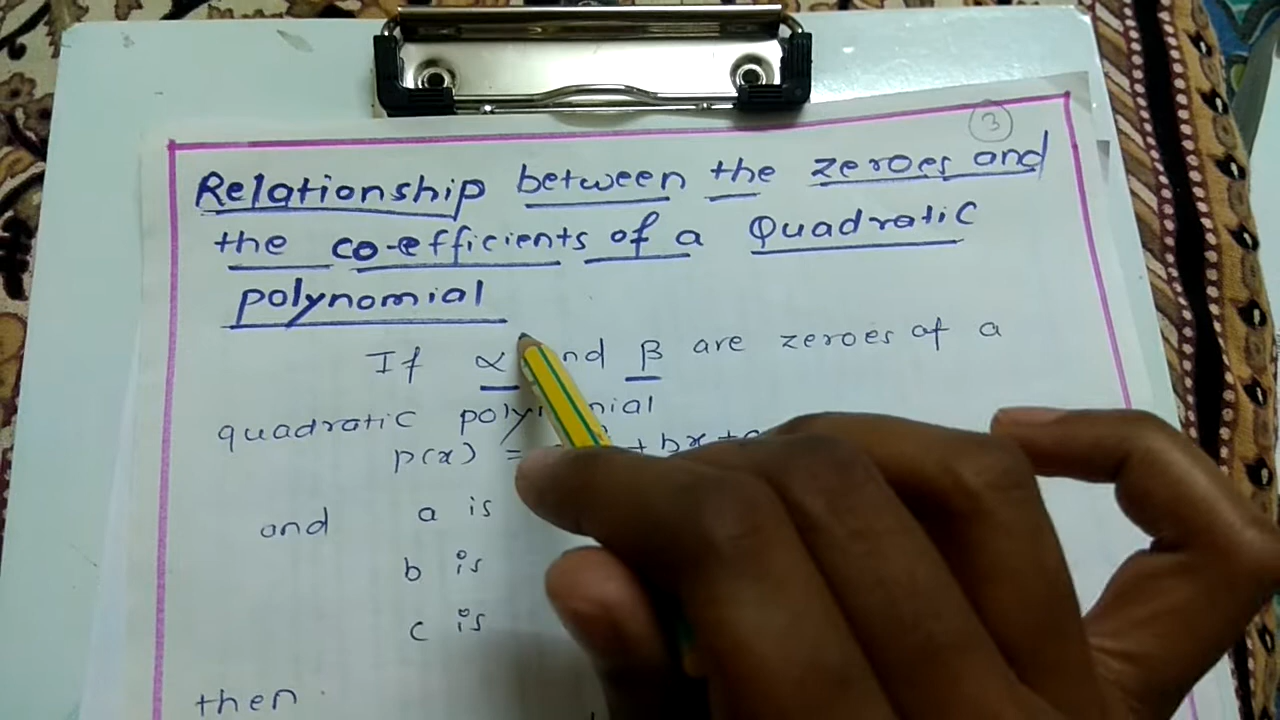 3
Relationship between the zeroes and
the co-efficients of a Quadratic
polynomial
If α and β are zeroes of a
quadratic polynomial
p(x) = +bx+c
and a is
b is
c is
then